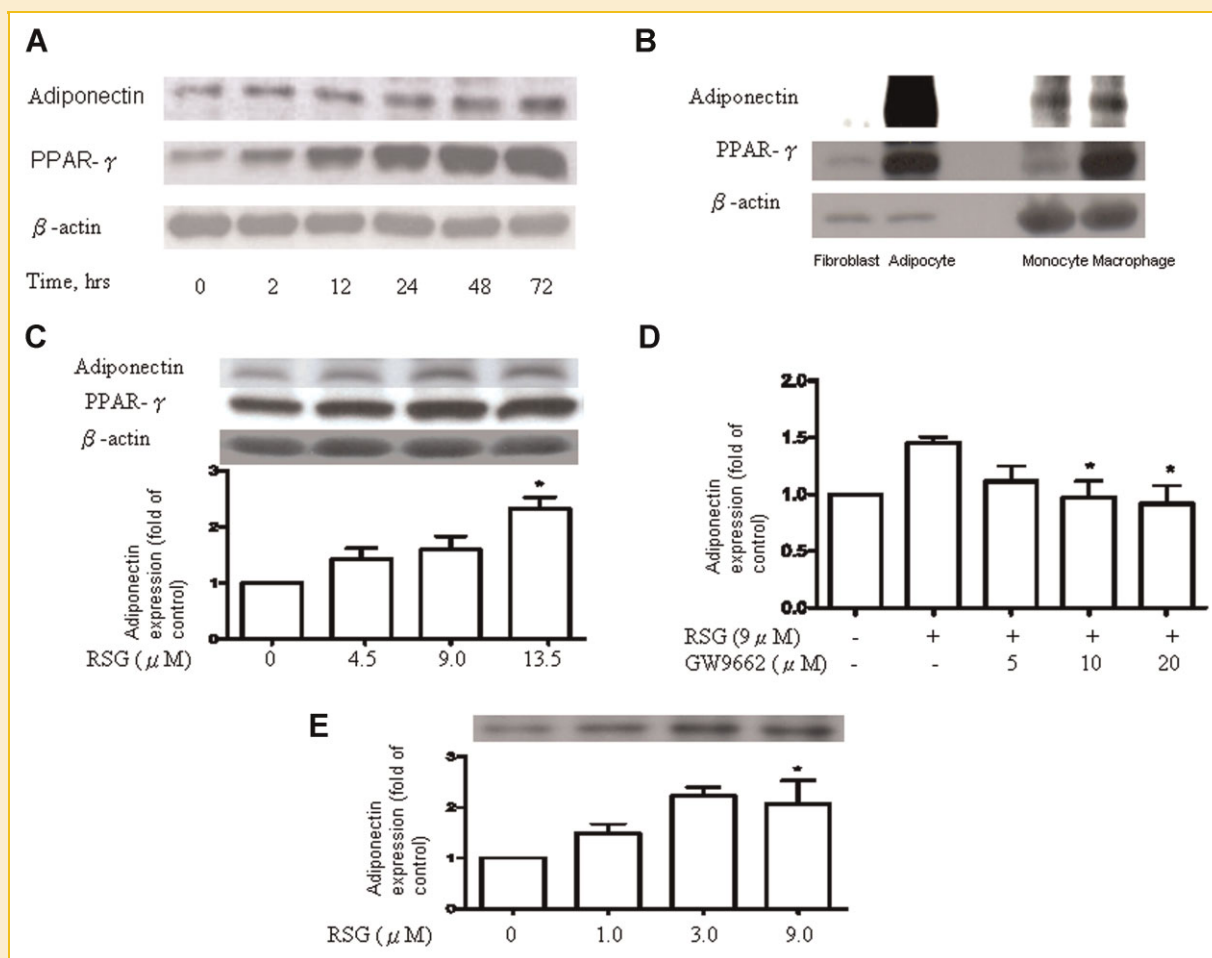 A
Adiponectin
PPAR- γ
β -actin
Time, hrs 0 2 12 24 48 72
B
Adiponectin
PPAR- γ
β -actin
Fibroblast Adipocyte Monocyte Macrophage
C
Adiponectin
PPAR- γ
β -actin
3
2
1
0
*
Adiponectin
expression (fold of
control)
RSG ( μ M) 0 4.5 9.0 13.5
D
2.0
1.5
1.0
0.5
0.0
* *
Adiponectin
expression (fold of
control)
RSG (9 μ M) - + + + +
GW9662 ( μ M) - - 5 10 20
E
3
2
1
0
*
Adiponectin
expression (fold of
control)
RSG ( μ M) 0 1.0 3.0 9.0